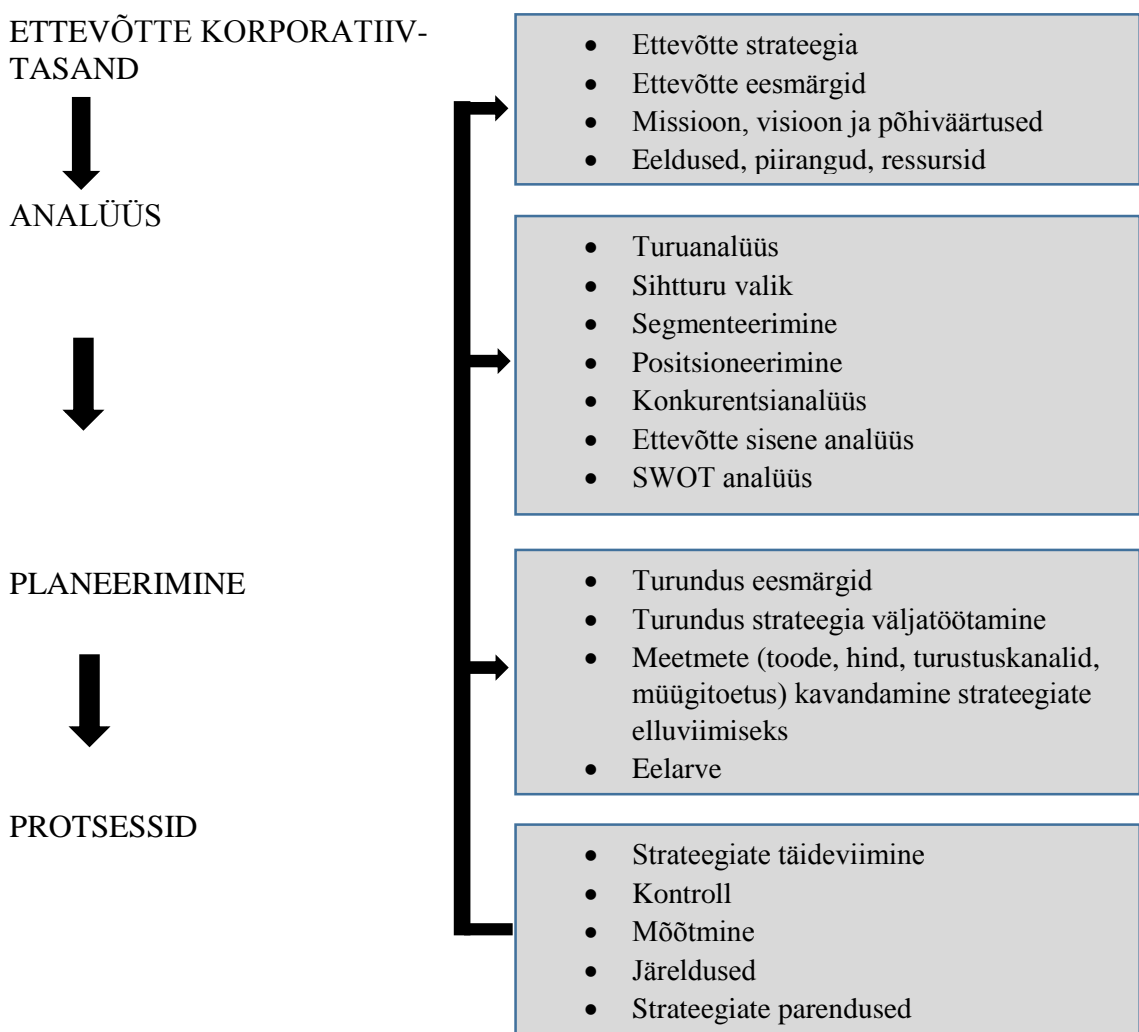 ETTEVÕTTE KORPORATIIV-
TASAND
• Ettevõtte strateegia
• Ettevõtte eesmärgid
• Missioon, visioon ja põhiväärtused
• Eeldused, piirangud, ressursid
ANALÜÜS
• Turuanalüüs
• Sihtturu valik
• Segmenteerimine
• Positsioneerimine
• Konkurentsianalüüs
• Ettevõtte sisene analüüs
• SWOT analüüs
PLANEERIMINE
• Turundus eesmärgid
• Turundus strateegia väljatöötamine
• Meetmete (toode, hind, turustuskanalid,
müügitoetus) kavandamine strateegiate
elluviimiseks
• Eelarve
PROTSESSID
• Strateegiate täideviimine
• Kontroll
• Mõõtmine
• Järeldused
• Strateegiate parendused